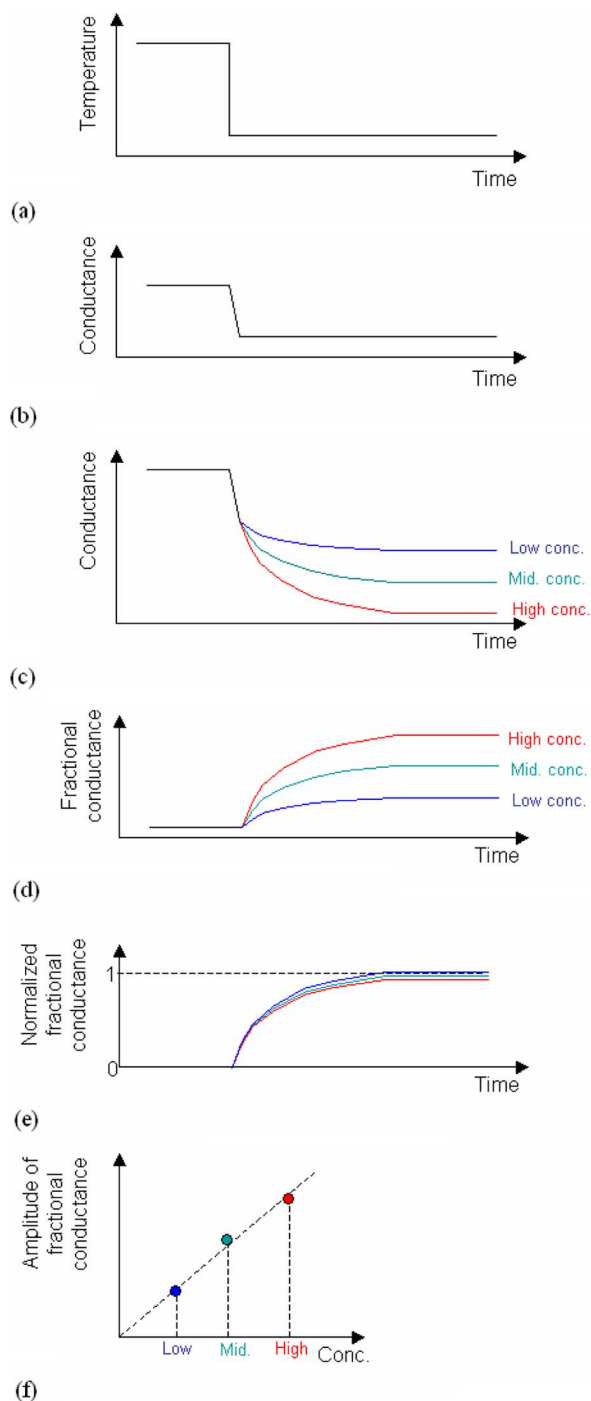 Temperature
Time
(a)
Conductance
Time
(b)
Conductance
Low conc.
Mid. conc.
High conc.
Time
(c)
Fractional
conductance
High conc.
Mid. conc.
Low conc.
Time
(d)
Normalized
fractional
conductance
1
0
Time
(e)
Amplitude of
fractional
conductance
Low
Mid.
High
Conc.
(f)